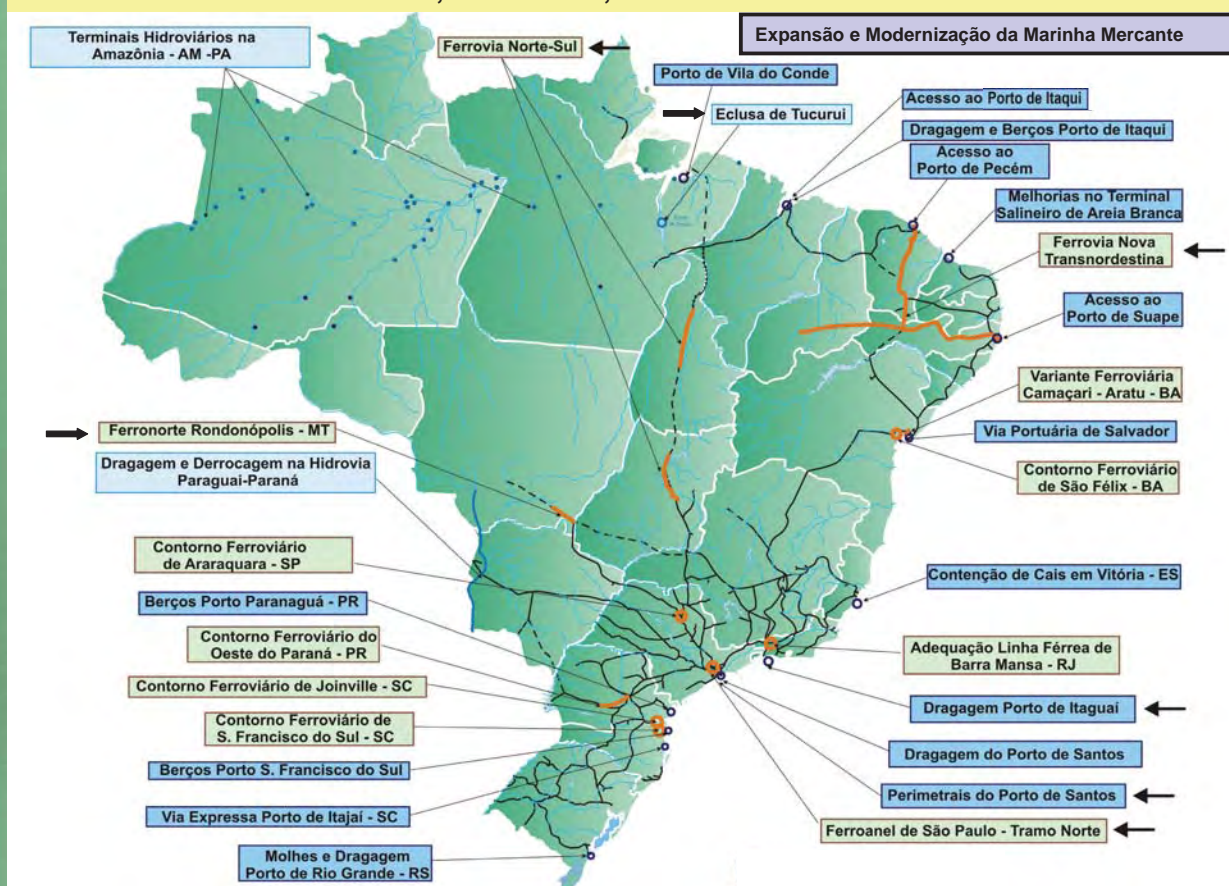 Expansão e Modernização da Marinha Mercante
Terminais Hidroviários na
Amazônia - AM -PA
Ferrovia Norte-Sul
Porto de Vila do Conde
Eclusa de Tucurui
Acesso ao Porto de Itaqui
Dragagem e Berços Porto de Itaqui
Acesso ao
Porto de Pecém
Melhorias no Terminal
Salineiro de Areia Branca
Ferrovia Nova
Transnordestina
Acesso ao
Porto de Suape
Variante Ferroviária
Camaçari - Aratu - BA
Via Portuária de Salvador
Contorno Ferroviário
de São Félix - BA
Ferronorte Rondonópolis - MT
Dragagem e Derrocagem na Hidrovia
Paraguai-Paraná
Contorno Ferroviário
de Araraquara - SP
Berços Porto Paranaguá - PR
Contorno Ferroviário do
Oeste do Paraná - PR
Contorno Ferroviário de Joinville - SC
Contorno Ferroviário de
S. Francisco do Sul - SC
Berços Porto S. Francisco do Sul
Via Expressa Porto de Itajaí - SC
Molhes e Dragagem
Porto de Rio Grande - RS
Contenção de Cais em Vitória - ES
Adequação Linha Férrea de
Barra Mansa - RJ
Dragagem Porto de Itaguaí
Dragagem do Porto de Santos
Perimetrais do Porto de Santos
Ferroanel de São Paulo - Tramo Norte